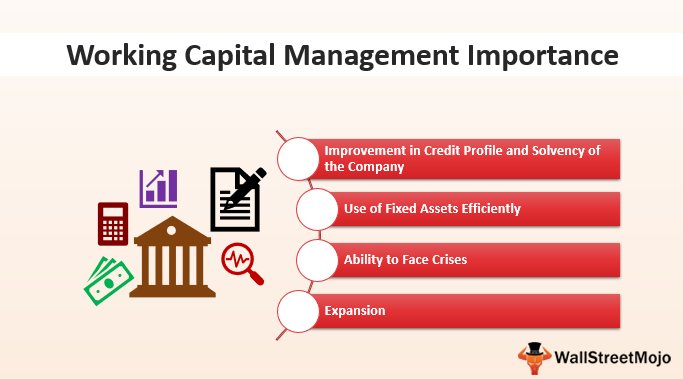 Working Capital Management Importance
Improvement in Credit Profile and Solvency of
the Company
Use of Fixed Assets Efficiently
Ability to Face Crises
Expansion
WallStreetMojo